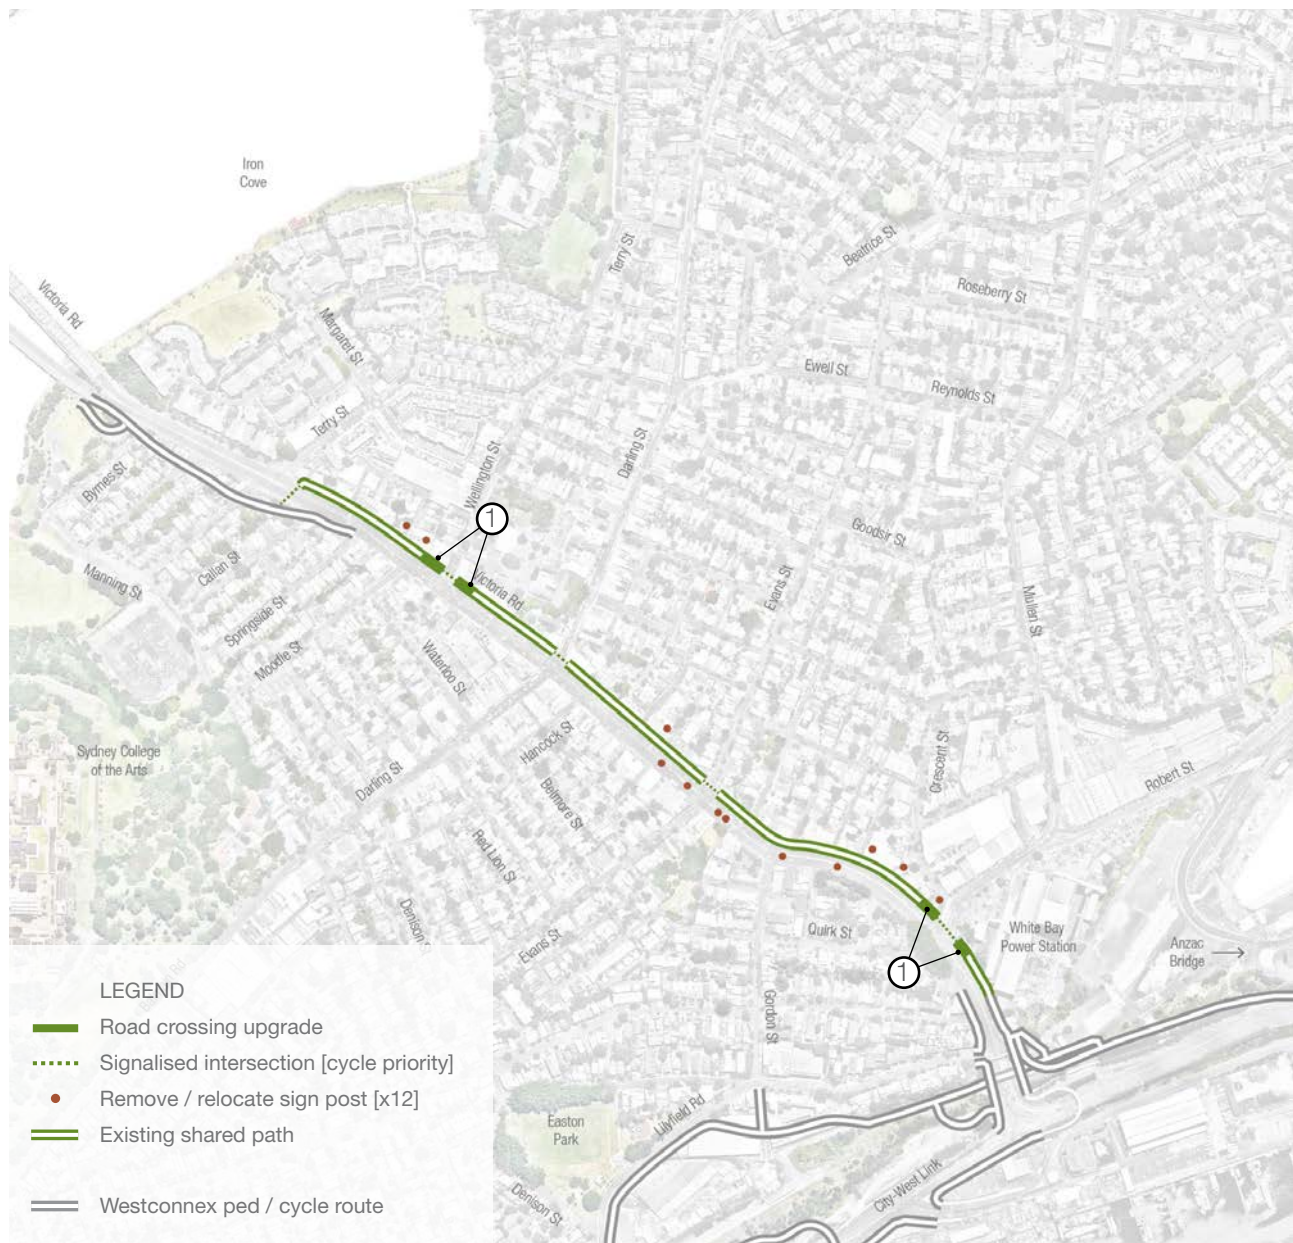 Iron
Cove
Victoria Rd
Margaret St
Terry St
Terry St
Beatrice St
Roseberry St
Ewell St
Reynolds St
Byrnes St
Wellington St
Darling St
1
Goodsir St
Manning St
Callan St
Springside St
Moodie St
Victoria Rd
Evans St
Mullen St
Waterloo St
Sydney College
of the Arts
Darling St
Hancock St
Belmore St
Crescent St
Robert St
Red Lion St
Denison
Evans St
Quirk St
1
White Bay
Power Station
Anzac
Bridge
Gordon St
Easton
Park
Lilyfield Rd
Denison St
City-West Link
LEGEND
Road crossing upgrade
Signalised intersection [cycle priority]
Remove / relocate sign post [x12]
Existing shared path
Westconnex ped / cycle route